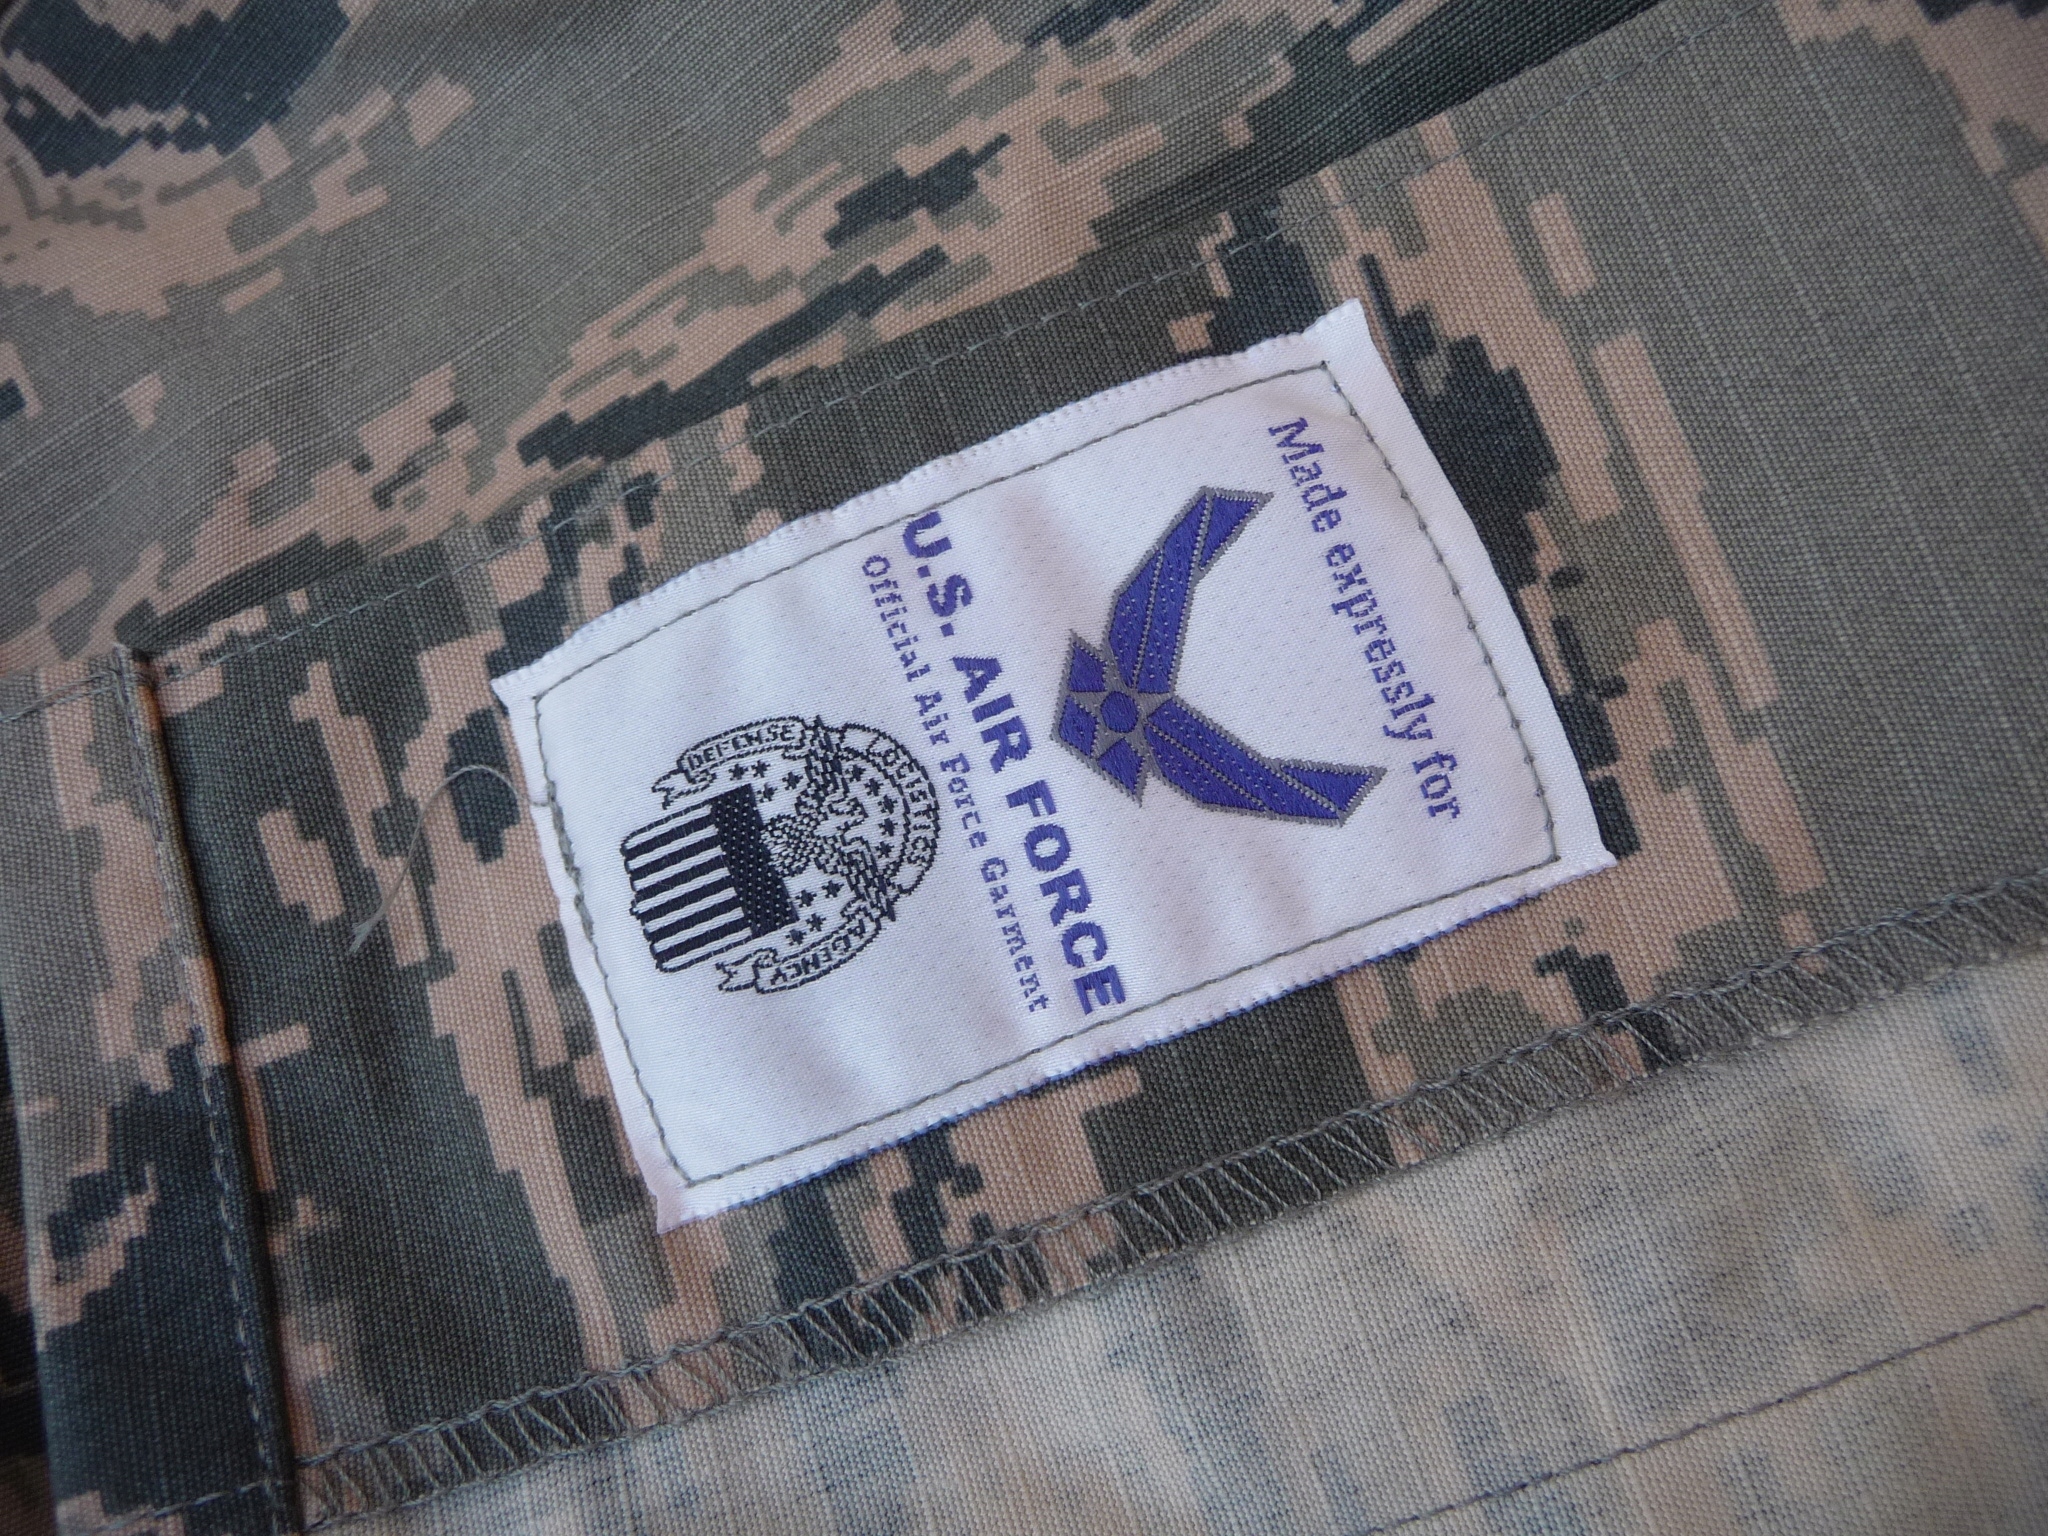 Made expressly for
U.S. AIR FORCE
Official Air Force Garment
DEFENSE LOGISTICS AGENCY